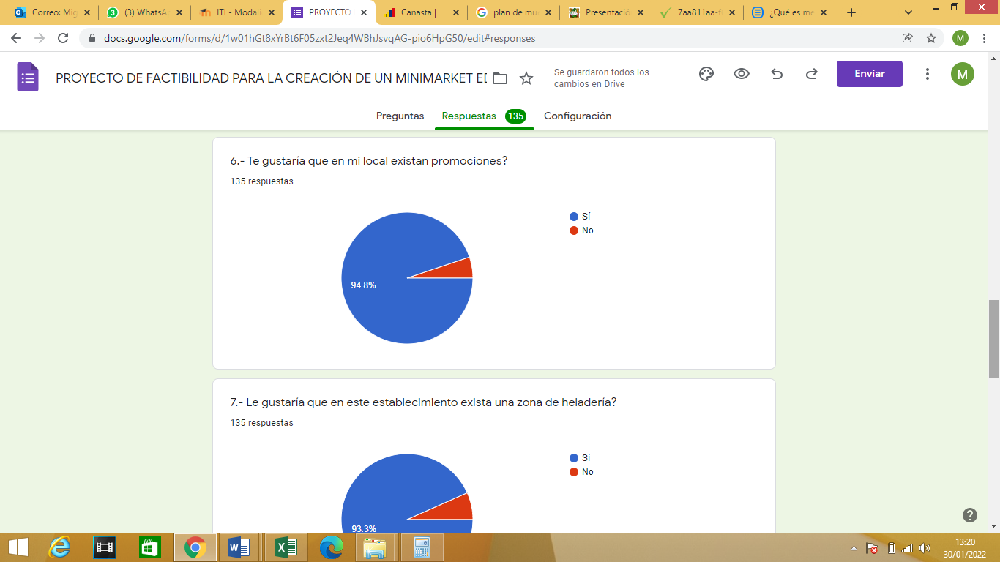 Correo: Mig
(3) WhatsAp
ITI - Modali
PROYECTO
Canasta |
plan de mu
Presentació
7aa811aa-f
¿Qué es me
docs.google.com/forms/d/1w01hGt8xYrBt6F05zxt2Jeq4WBhJsvqAG-pio6HpG50/edit#responses
M
PROYECTO DE FACTIBILIDAD PARA LA CREACIÓN DE UN MINIMARKET ED
Se guardaron todos los
cambios en Drive
Enviar
M
Preguntas
Respuestas 135
Configuración
6.- Te gustaría que en mi local existan promociones?
135 respuestas
Sí
No
94.8%
7.- Le gustaría que en este establecimiento exista una zona de heladería?
135 respuestas
Sí
No
93.3%
13:20
30/01/2022